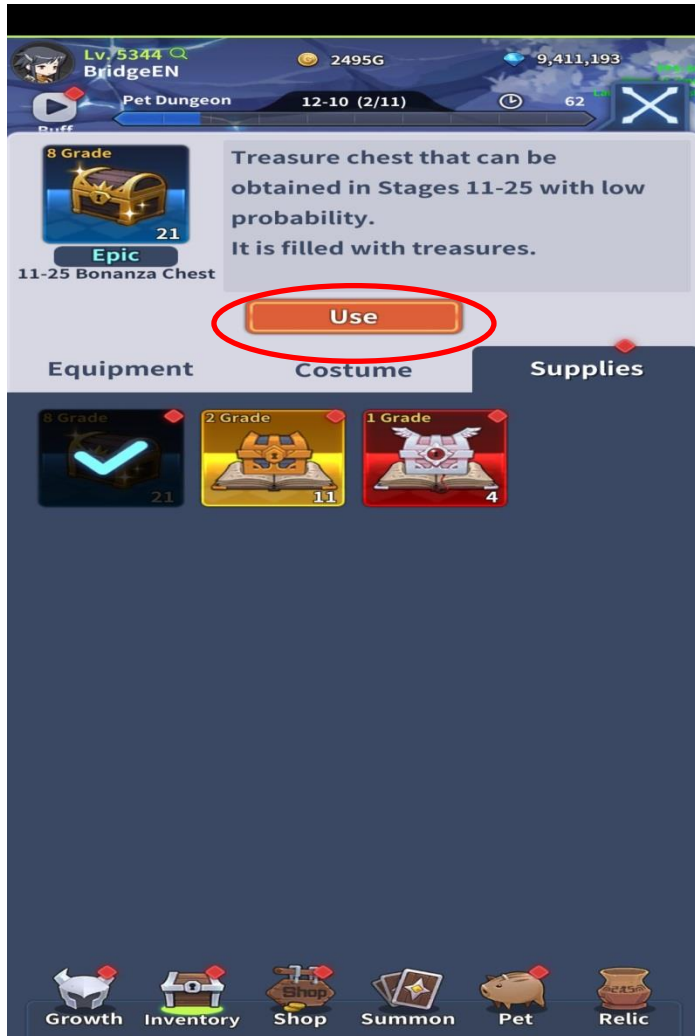 Lv. 5344
2495G
9,411,193
BridgeEN
Pet Dungeon
12-10 (2/11)
62
Buff
8 Grade
21
Epic
11-25 Bonanza Chest
Treasure chest that can be
obtained in Stages 11-25 with low
probability.
It is filled with treasures.
Use
Equipment
Costume
Supplies
8 Grade
21
2 Grade
11
1 Grade
4
Shop
Growth
Inventory
Shop
Summon
Pet
Relic